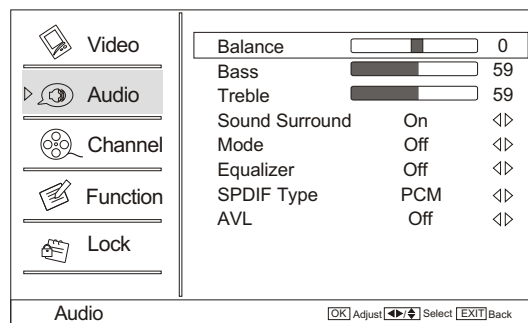 Video
Audio
Channel
Function
Lock
Balance 0
Bass 59
Treble 59
Sound Surround On
Mode Off
Equalizer Off
SPDIF Type PCM
AVL Off
Audio
OK Adjust ◀▶/◆ Select EXIT Back